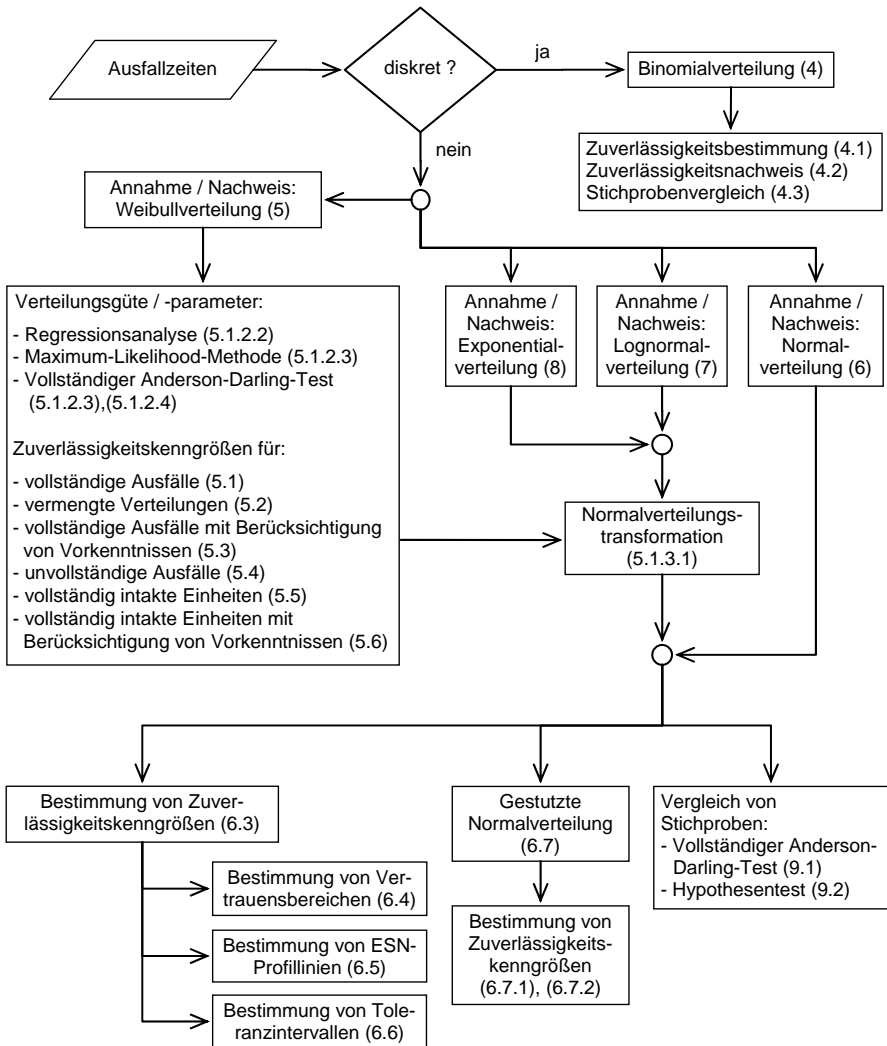 Ausfallzeiten
diskret ?
ja
Binomialverteilung (4)
Zuverlässigkeitsbestimmung (4.1)
Zuverlässigkeitsnachweis (4.2)
Stichprobenvergleich (4.3)
nein
Annahme / Nachweis:
Weibullverteilung (5)
Verteilungsgüte / -parameter:
- Regressionsanalyse (5.1.2.2)
- Maximum-Likelihood-Methode (5.1.2.3)
- Vollständiger Anderson-Darling-Test
(5.1.2.3),(5.1.2.4)
Zuverlässigkeitskenngrößen für:
- vollständige Ausfälle (5.1)
- vermengte Verteilungen (5.2)
- vollständige Ausfälle mit Berücksichtigung
von Vorkenntnissen (5.3)
- unvollständige Ausfälle (5.4)
- vollständig intakte Einheiten (5.5)
- vollständig intakte Einheiten mit
Berücksichtigung von Vorkenntnissen (5.6)
Annahme /
Nachweis:
Exponential-
verteilung (8)
Annahme /
Nachweis:
Lognormal-
verteilung (7)
Annahme /
Nachweis:
Normal-
verteilung (6)
Normalverteilungs-
transformation
(5.1.3.1)
Bestimmung von Zuver-
lässigkeitskenngrößen (6.3)
Bestimmung von Ver-
trauensbereichen (6.4)
Bestimmung von ESN-
Profillinien (6.5)
Bestimmung von Tole-
ranzintervallen (6.6)
Gestutzte
Normalverteilung
(6.7)
Bestimmung von
Zuverlässigkeits-
kenngrößen
(6.7.1), (6.7.2)
Vergleich von
Stichproben:
- Vollständiger Anderson-
Darling-Test (9.1)
- Hypothesentest (9.2)